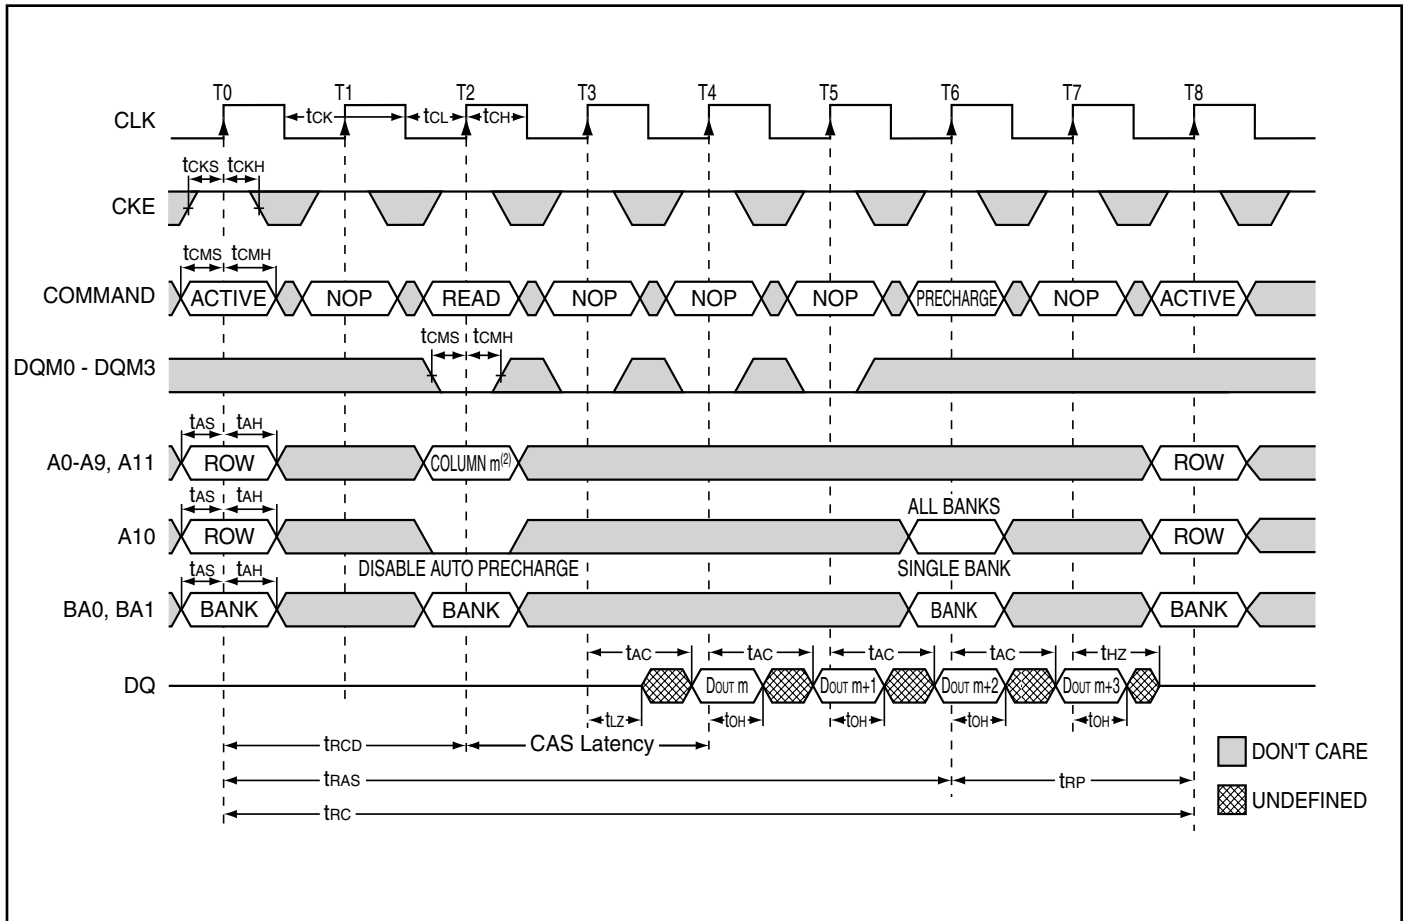 T0 T1 T2 T3 T4 T5 T6 T7 T8
CLK tCK tCL tCH
tCKS tCKH
CKE
tCMS tCMH
COMMAND ACTIVE NOP READ NOP NOP NOP PRECHARGE NOP ACTIVE
tCMS tCMH
DQM0 - DQM3
tAS tAH
A0-A9, A11 ROW COLUMN m(2) ROW
tAS tAH ALL BANKS
A10 ROW ROW
DISABLE AUTO PRECHARGE SINGLE BANK
tAS tAH
BA0, BA1 BANK BANK BANK BANK
tAC tAC tAC tAC tHZ
DQ DOUT m DOUT m+1 DOUT m+2 DOUT m+3
tLZ tOH tOH tOH tOH
tRCD CAS Latency
DON'T CARE
tRAS tRP
UNDEFINED
tRC